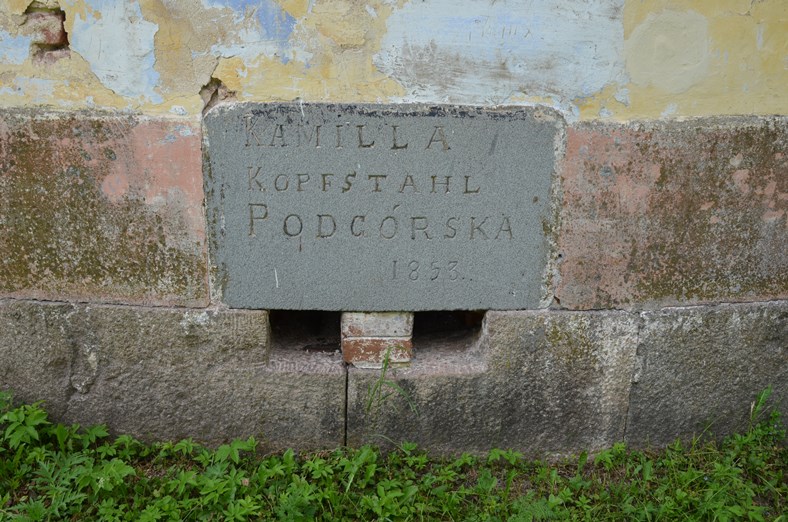 KAMILLA
KOPFSTAHL
PODGÓRSKA
1853.